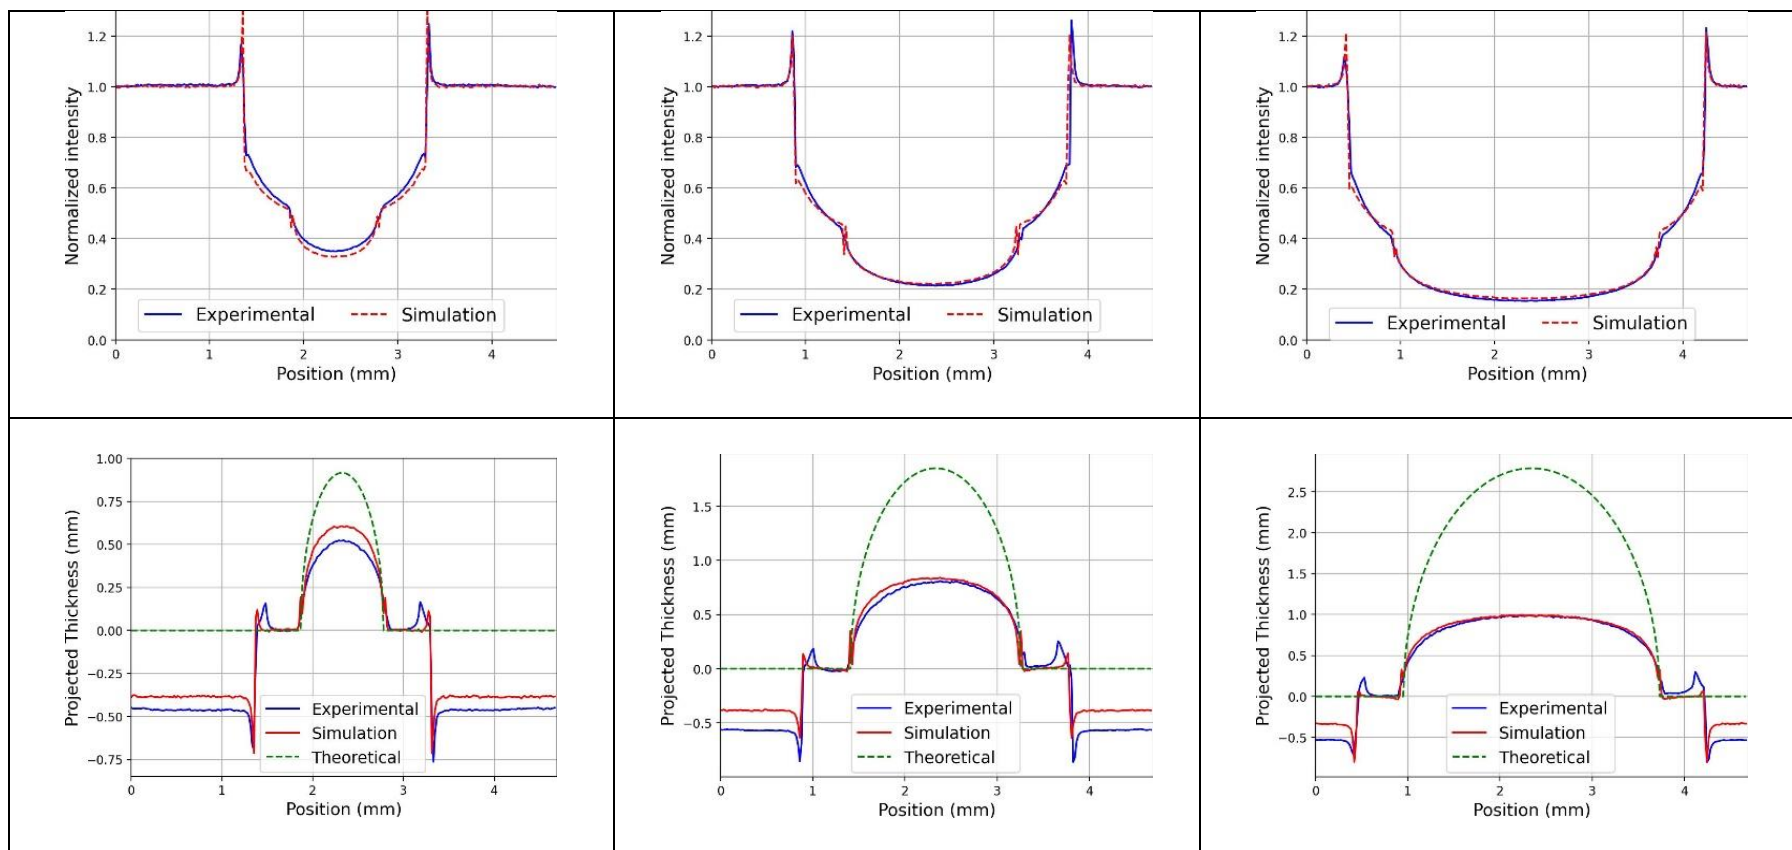 Normalized intensity
1.2
1.0
0.8
0.6
0.4
0.2
0.0
Experimental Simulation
0 1 2 3 4
Position (mm)
Normalized intensity
1.2
1.0
0.8
0.6
0.4
0.2
0.0
Experimental Simulation
0 1 2 3 4
Position (mm)
Normalized intensity
1.2
1.0
0.8
0.6
0.4
0.2
0.0
Experimental Simulation
0 1 2 3 4
Position (mm)
Projected Thickness (mm)
1.00
0.75
0.50
0.25
0.00
−0.25
−0.50
−0.75
Experimental
Simulation
Theoretical
0 1 2 3 4
Position (mm)
Projected Thickness (mm)
1.5
1.0
0.5
0.0
−0.5
Experimental
Simulation
Theoretical
0 1 2 3 4
Position (mm)
Projected Thickness (mm)
2.5
2.0
1.5
1.0
0.5
0.0
−0.5
Experimental
Simulation
Theoretical
0 1 2 3 4
Position (mm)